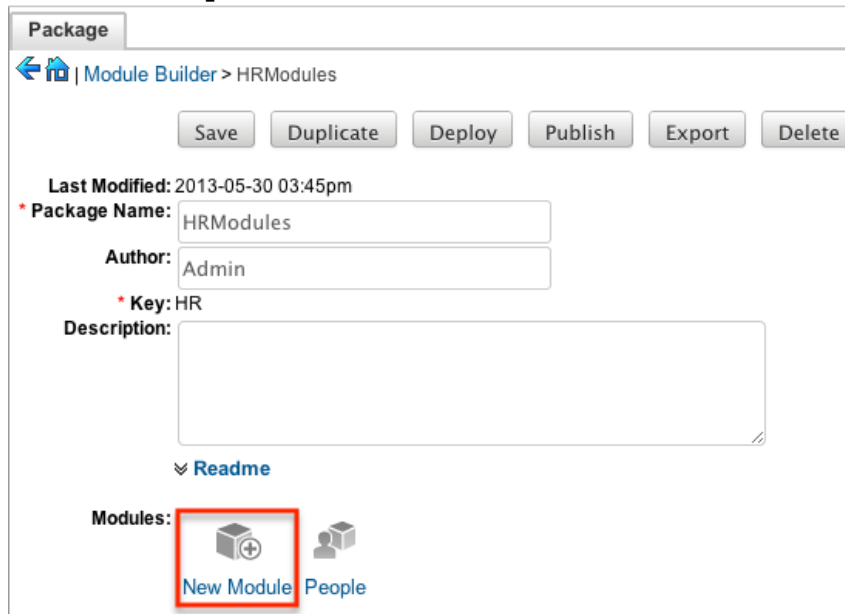 Package
| Module Builder > HRModules
Save Duplicate Deploy Publish Export Delete
Last Modified: 2013-05-30 03:45pm
* Package Name: HRModules
Author: Admin
* Key: HR
Description:
Readme
Modules:
New Module People